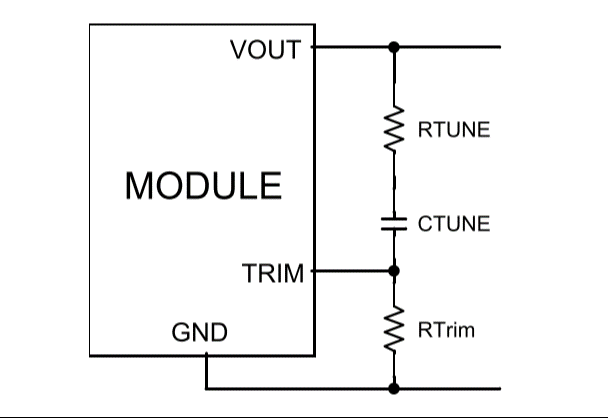 VOUT
RTUNE
MODULE
CTUNE
TRIM
GND
RTrim